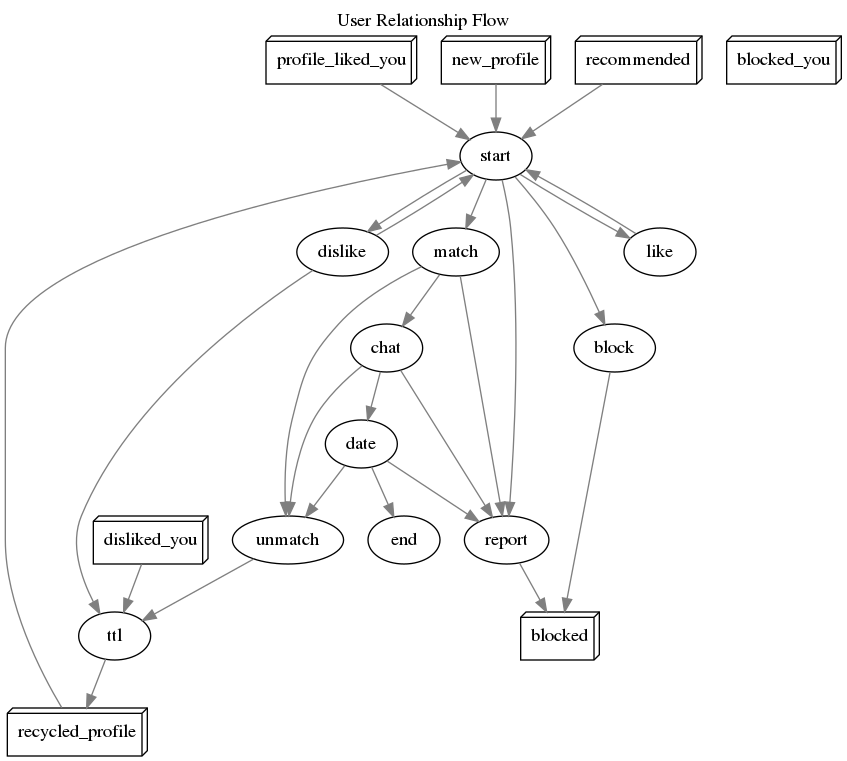 User Relationship Flow
profile_liked_you
new_profile
recommended
blocked_you
start
dislike
match
like
chat
block
date
disliked_you
unmatch
end
report
ttl
blocked
recycled_profile